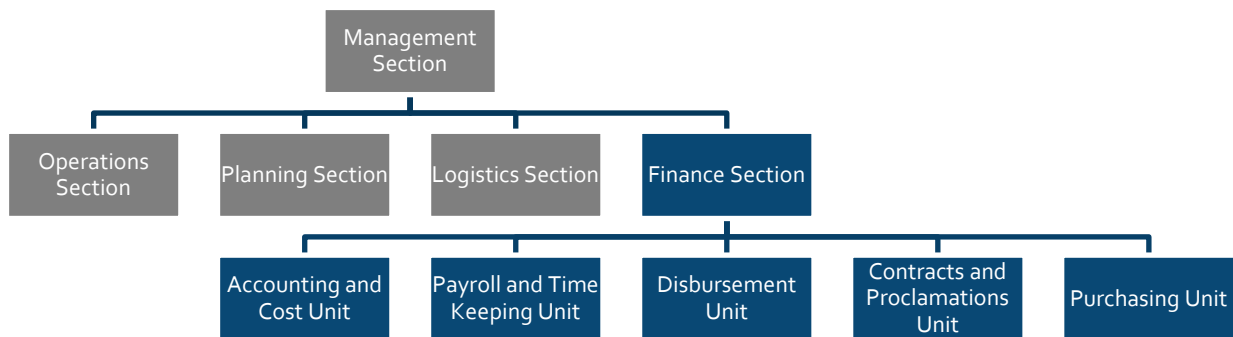 Management
Section
Operations
Section
Planning Section
Logistics Section
Finance Section
Accounting and
Cost Unit
Payroll and Time
Keeping Unit
Disbursement
Unit
Contracts and
Proclamations
Unit
Purchasing Unit